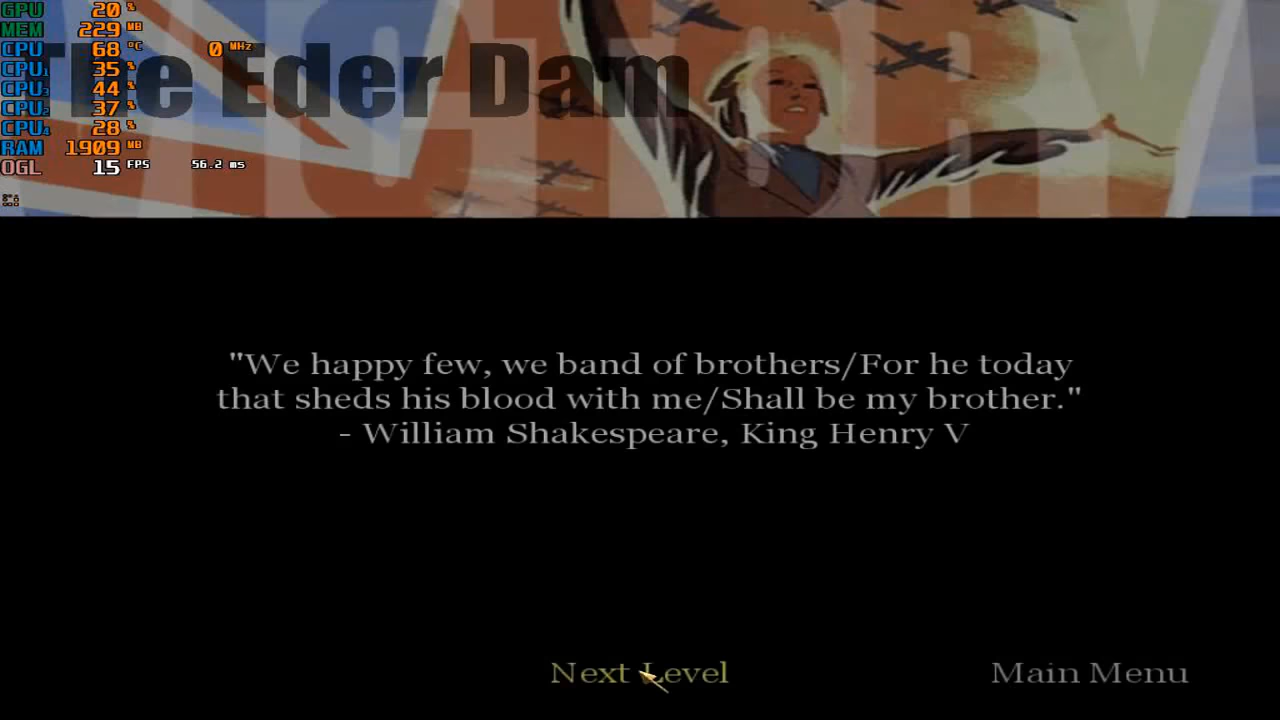 GPU 20 %
MEM 229 MB
CPU 68 °C 0 MHz
CPU1 35 %
CPU3 44 %
CPU2 37 %
CPU4 28 %
RAM 1909 MB
OGL 15 FPS 56.2 ms
The Eder Dam
VICTORY
"We happy few, we band of brothers/For he today
that sheds his blood with me/Shall be my brother."
- William Shakespeare, King Henry V
Next Level
Main Menu